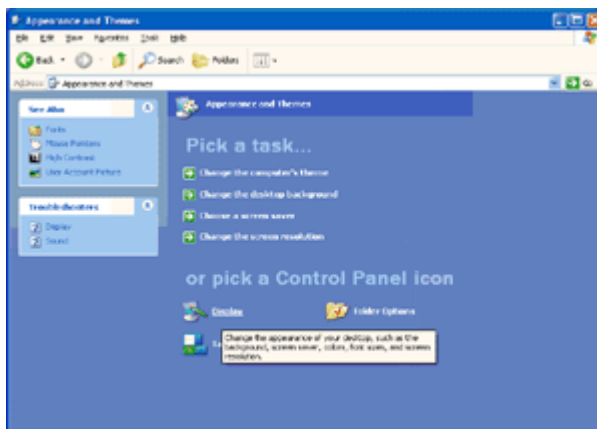 Appearance and Themes
File Edit View Favorites Tools Help
Back Search Folders
Address Appearance and Themes Go
See Also
Fonts
Mouse Pointers
High Contrast
User Account Picture
Troubleshooters
Display
Sound
Appearance and Themes
Pick a task...
Change the computer's theme
Change the desktop background
Choose a screen saver
Change the screen resolution
or pick a Control Panel icon
Display Folder Options
Change the appearance of your desktop, such as the
background, screen saver, colors, font sizes, and screen
resolution.